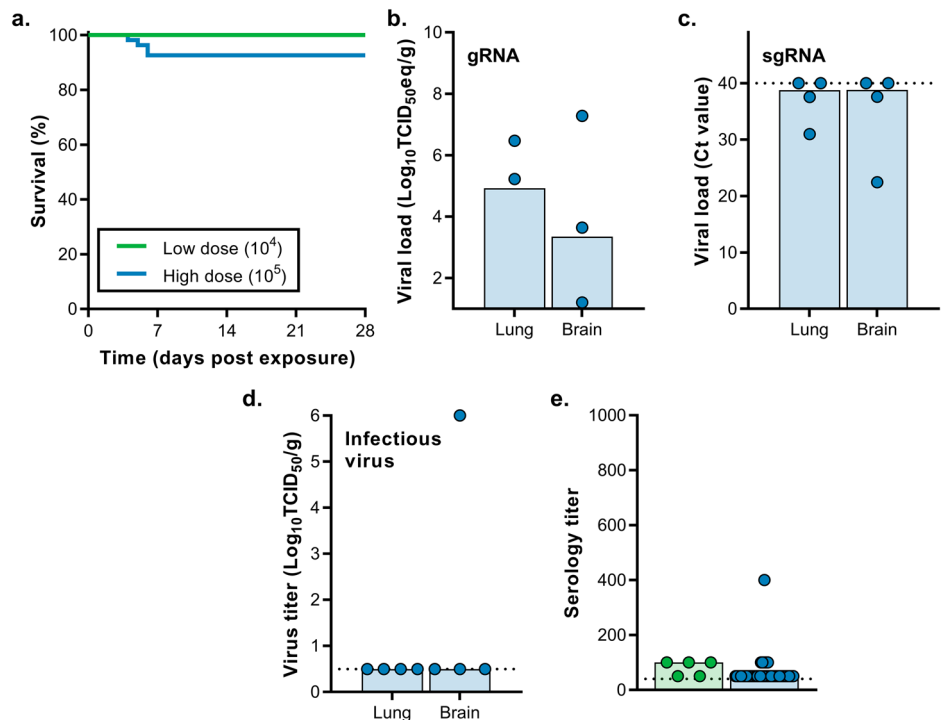 a.
100
80
60
40
20
0
Survival (%)
Low dose (10⁴)
High dose (10⁵)
0 7 14 21 28
Time (days post exposure)
b.
gRNA
10
8
6
4
2
Viral load (Log₁₀TCID₅₀eq/g)
Lung Brain
c.
sgRNA
40
30
20
10
0
Viral load (Ct value)
Lung Brain
d.
Infectious
virus
6
5
4
3
2
1
0
Virus titer (Log₁₀TCID₅₀/g)
Lung Brain
e.
1000
800
600
400
200
0
Serology titer